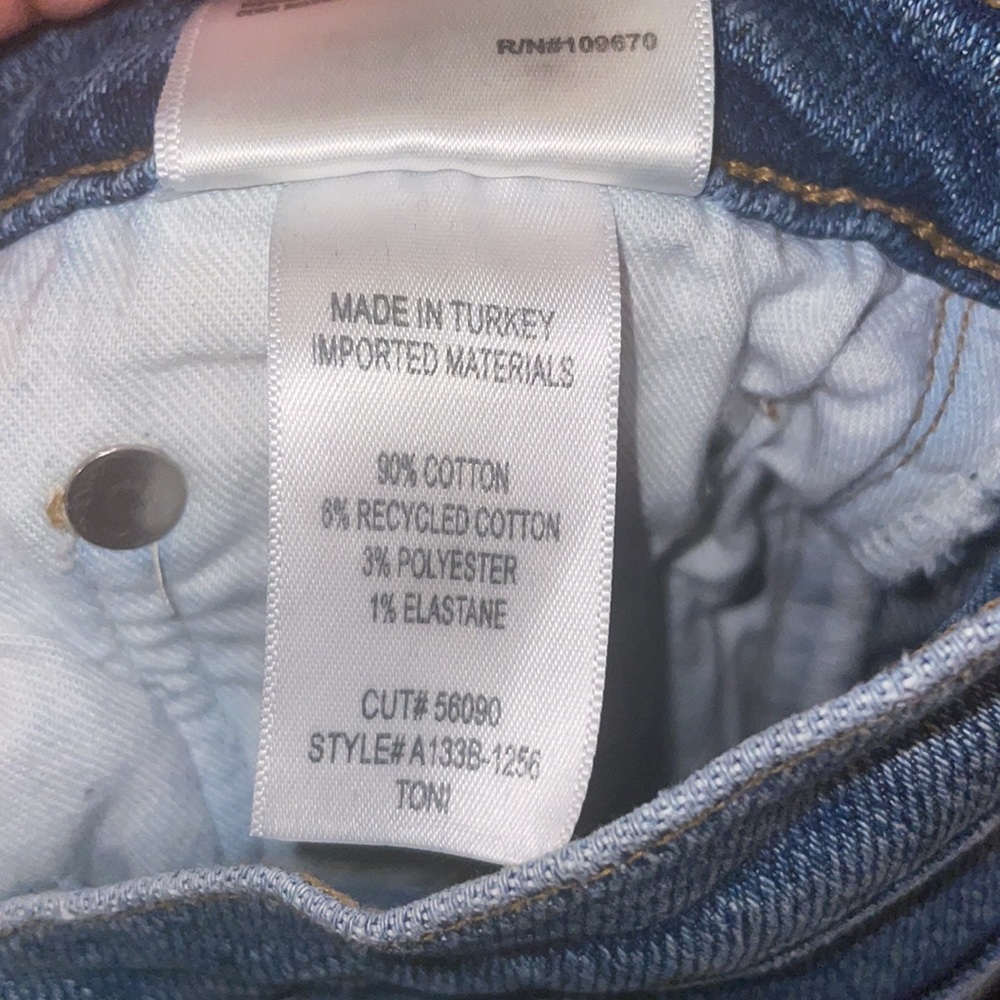 R/N#109670
MADE IN TURKEY
IMPORTED MATERIALS
90% COTTON
6% RECYCLED COTTON
3% POLYESTER
1% ELASTANE
CUT# 56090
STYLE# A133B-1256
TONI